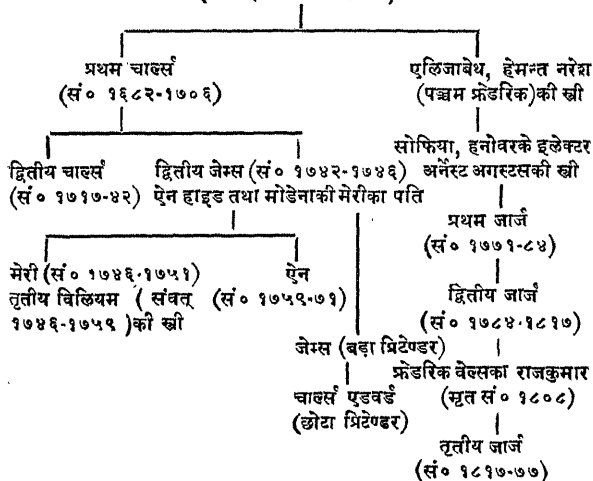 प्रथम चार्ल्स
(सं० १६८२-१७०६)
एलिजाबेथ, हेमन्त नरेश
(पञ्चम फ्रेडरिक)की स्त्री
द्वितीय चार्ल्स
(सं० १७१७-४२)
द्वितीय जेम्स (सं० १७४२-१७४६)
ऐन हाइड तथा मोडेनाकी मेरीका पति
सोफिया, हनोवरके इलेक्टर
अर्नेस्ट अगस्टसकी स्त्री
प्रथम जार्ज
(सं० १७७१-८४)
मेरी (सं० १७४६-१७५१)
तृतीय विलियम ( संवत्
१७४६-१७५९ )की स्त्री
ऐन
(सं० १७५९-७१)
द्वितीय जार्ज
(सं० १७८४-१८१७)
जेम्स (बड़ा प्रिटेण्डर)
चार्ल्स एडवर्ड
(छोटा प्रिटेण्डर)
फ्रेडरिक वेल्सका राजकुमार
(मृत सं० १८०८)
तृतीय जार्ज
(सं० १८१७-७७)